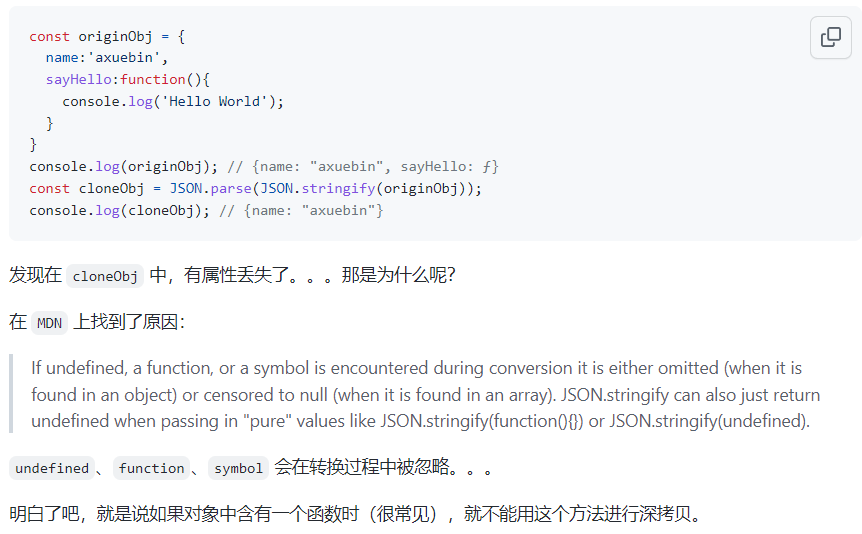 const originObj = {
  name:'axuebin',
  sayHello:function(){
    console.log('Hello World');
  }
}
console.log(originObj); // {name: "axuebin", sayHello: ƒ}
const cloneObj = JSON.parse(JSON.stringify(originObj));
console.log(cloneObj); // {name: "axuebin"}
发现在 cloneObj 中，有属性丢失了。。。那是为什么呢？
在 MDN 上找到了原因：
If undefined, a function, or a symbol is encountered during conversion it is either omitted (when it is
found in an object) or censored to null (when it is found in an array). JSON.stringify can also just return
undefined when passing in "pure" values like JSON.stringify(function(){}) or JSON.stringify(undefined).
undefined、function、symbol 会在转换过程中被忽略。。。
明白了吧，就是说如果对象中含有一个函数时（很常见），就不能用这个方法进行深拷贝。